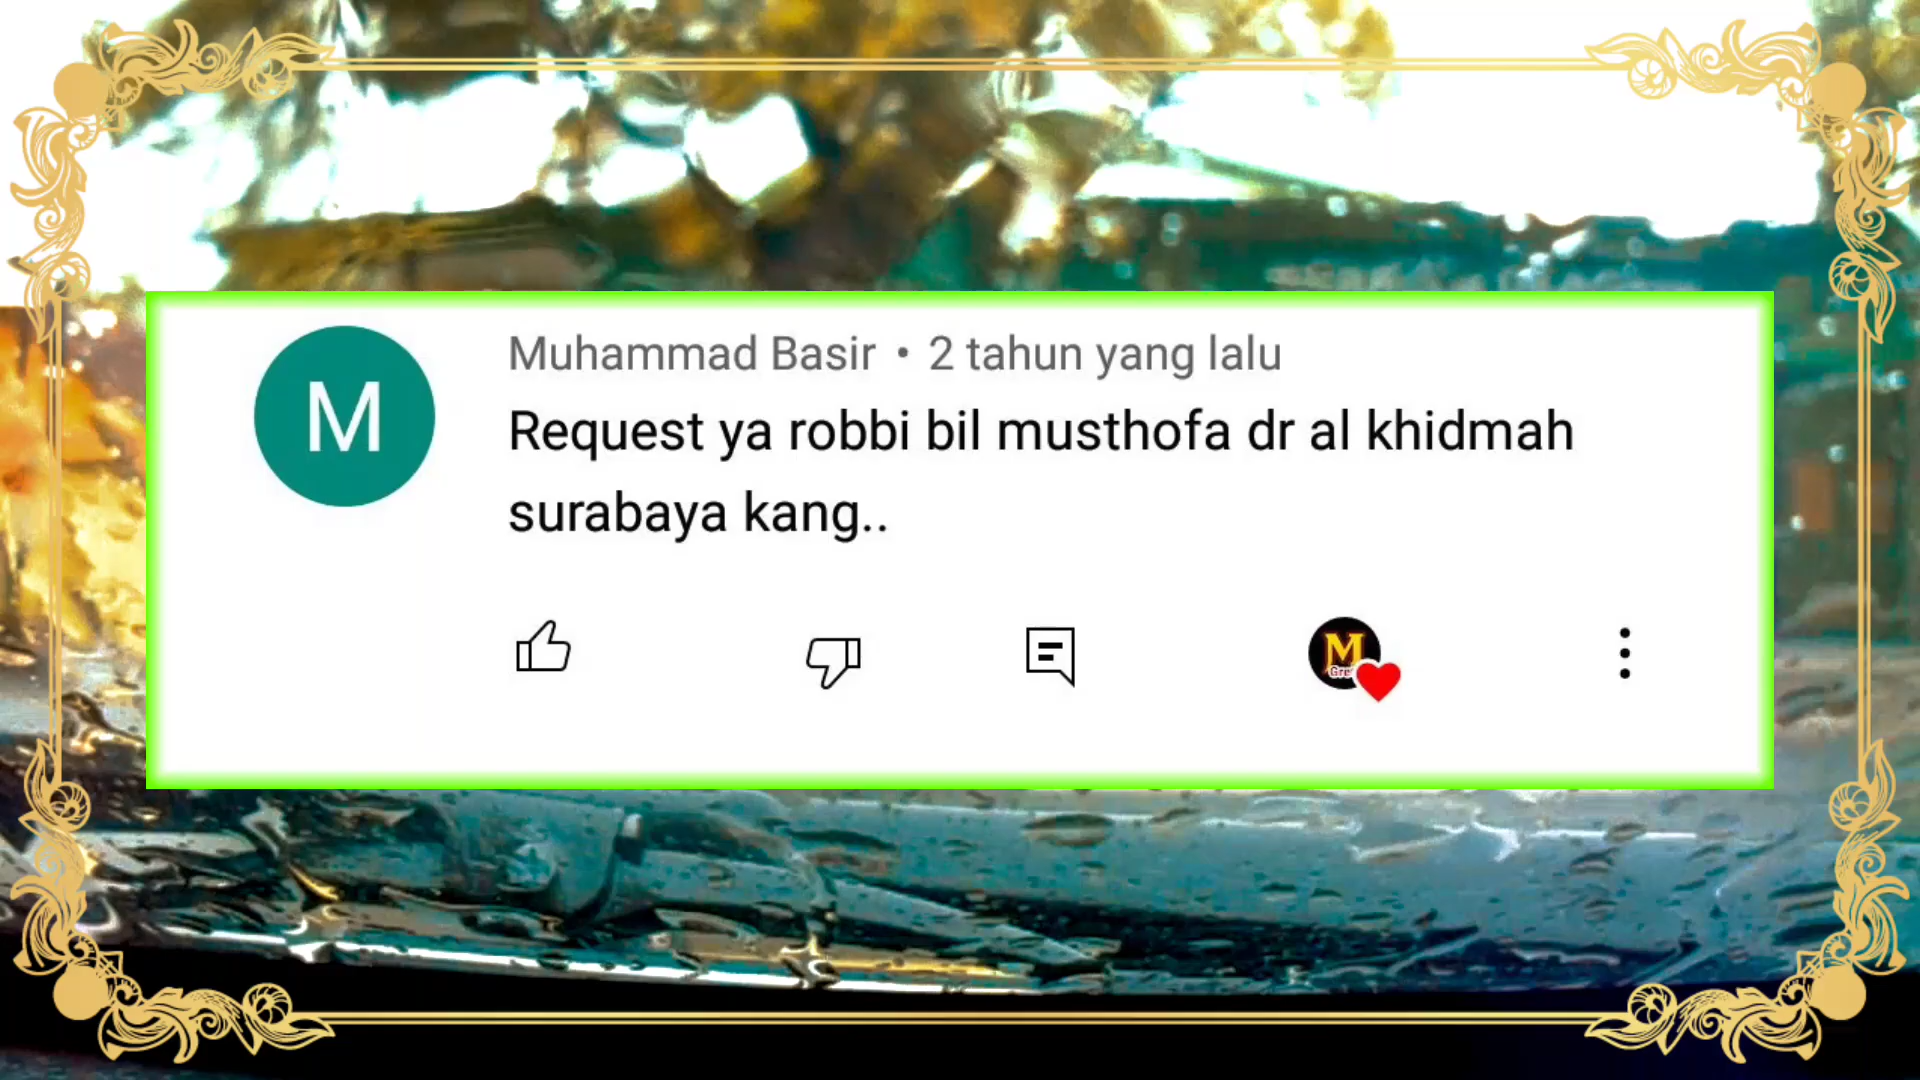 M
Muhammad Basir • 2 tahun yang lalu
Request ya robbi bil musthofa dr al khidmah
surabaya kang..
M